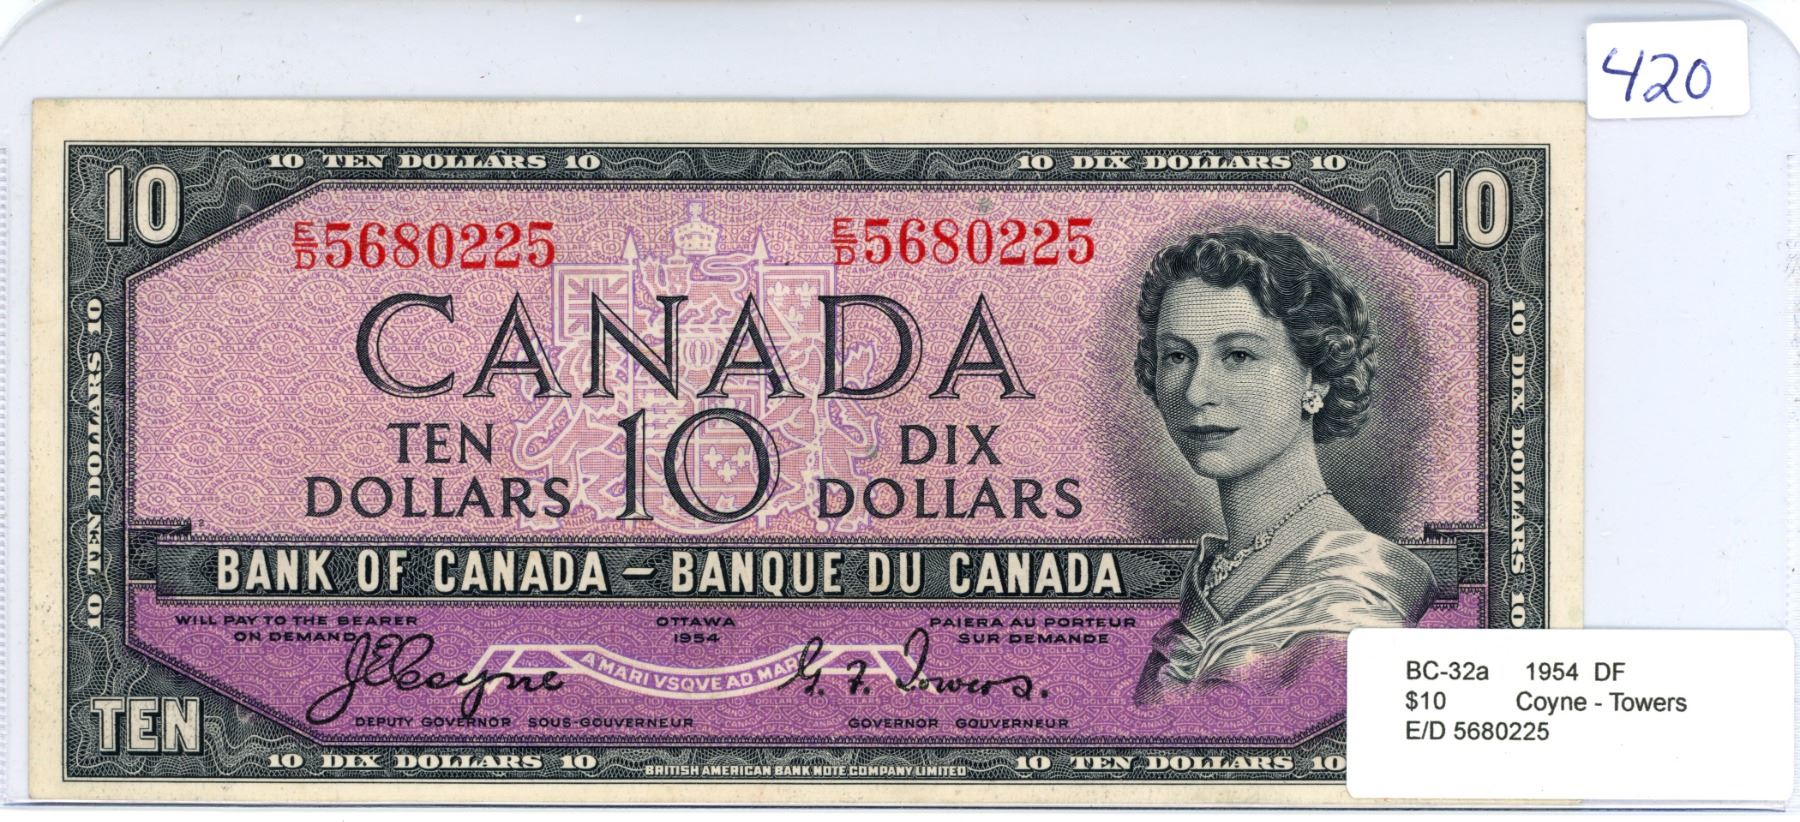 420
10 TEN DOLLARS 10
10 DIX DOLLARS 10
10
10
E/D 5680225
E/D 5680225
CANADA
TEN
DOLLARS
10
DIX
DOLLARS
10 TEN DOLLARS 10
10 DIX DOLLARS 10
BANK OF CANADA – BANQUE DU CANADA
WILL PAY TO THE BEARER
ON DEMAND
OTTAWA
1954
PAIERA AU PORTEUR
SUR DEMANDE
A MARI VSQVE AD MAR
J E Coyne
G. F. Towers.
DEPUTY GOVERNOR SOUS-GOUVERNEUR
GOVERNOR GOUVERNEUR
TEN
10 DIX DOLLARS 10
BRITISH AMERICAN BANK NOTE COMPANY LIMITED
10 TEN DOLLARS 10
BC-32a 1954 DF
$10 Coyne - Towers
E/D 5680225